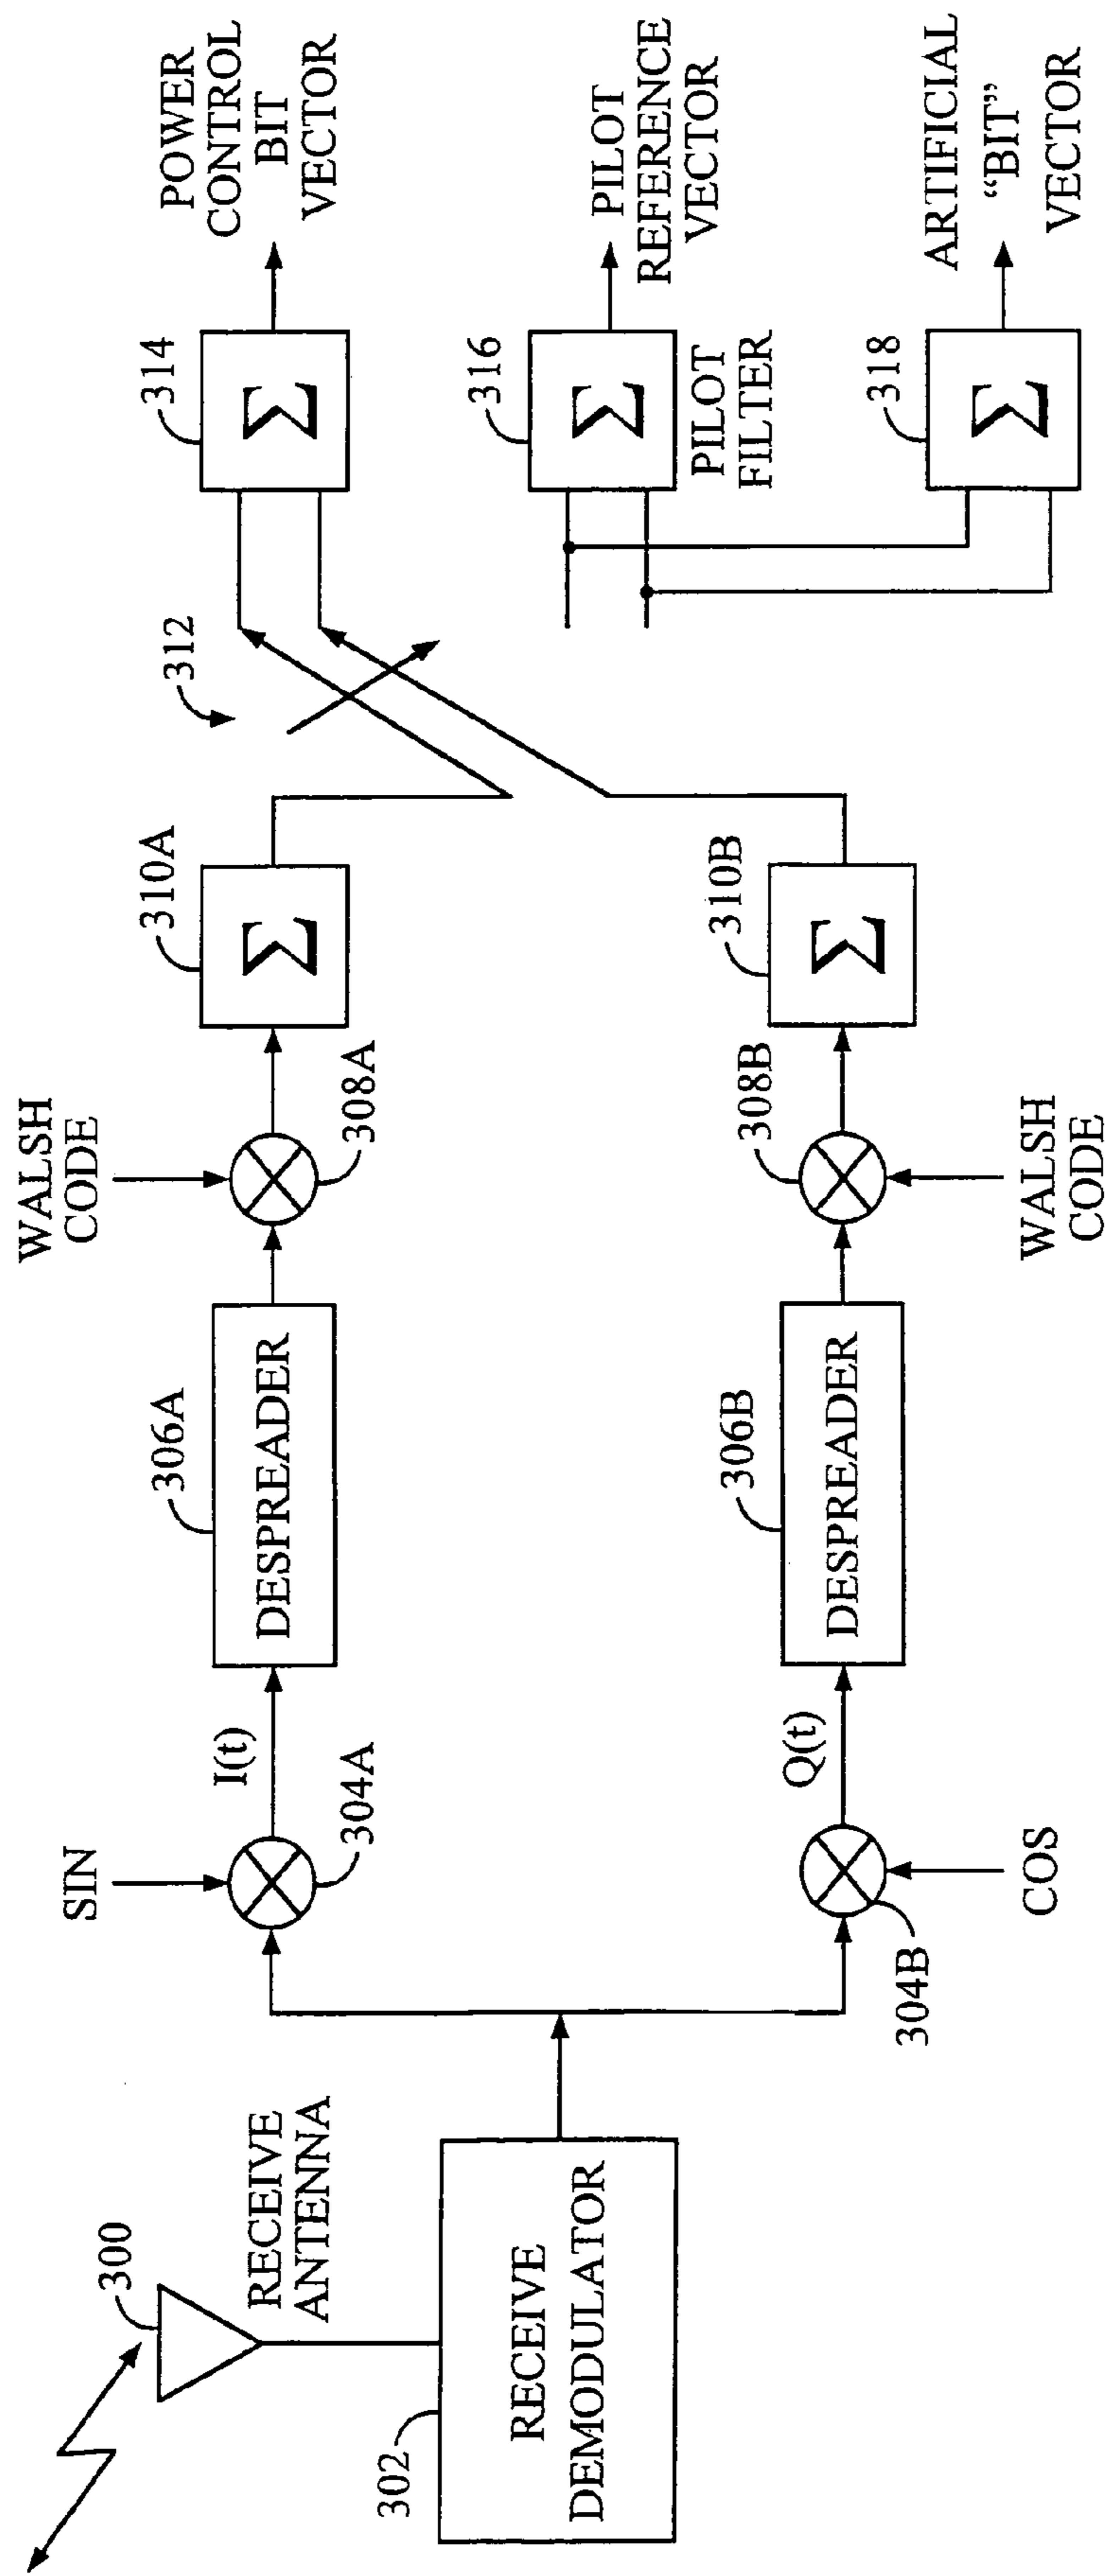 300
RECEIVE
ANTENNA
302
RECEIVE
DEMODULATOR
SIN
304A
I(t)
304B
COS
Q(t)
306A
DESPREADER
306B
DESPREADER
WALSH
CODE
308A
308B
WALSH
CODE
310A
Σ
310B
Σ
312
314
Σ
POWER
CONTROL
BIT
VECTOR
316
Σ
PILOT
FILTER
PILOT
REFERENCE
VECTOR
318
Σ
ARTIFICIAL
“BIT”
VECTOR